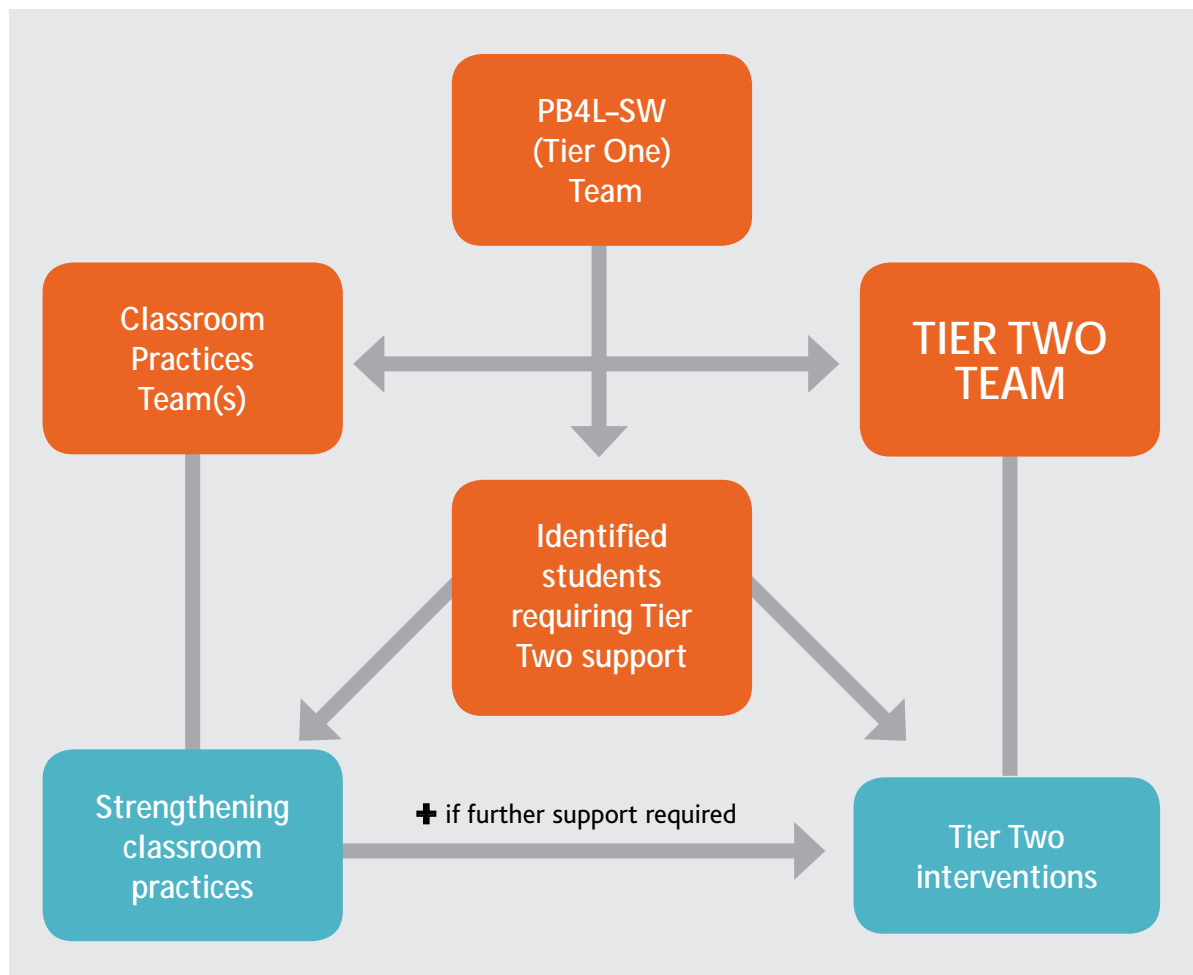 PB4L–SW
(Tier One)
Team
Classroom
Practices
Team(s)
TIER TWO
TEAM
Identified
students
requiring Tier
Two support
Strengthening
classroom
practices
✚ if further support required
Tier Two
interventions